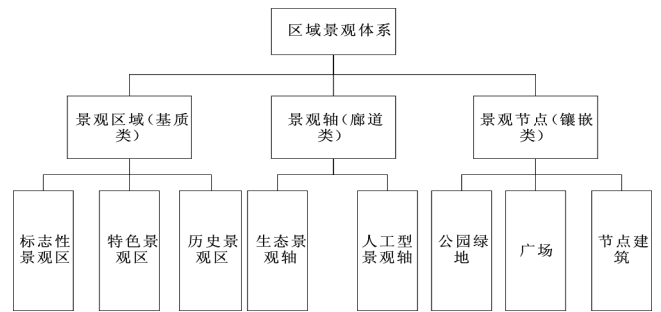 区域景观体系
景观区域(基质
类)
景观轴(廊道
类)
景观节点(镶嵌
类)
标志性
景观区
特色景
观区
历史景
观区
生态景
观轴
人工型
景观轴
公园绿
地
广场
节点建
筑